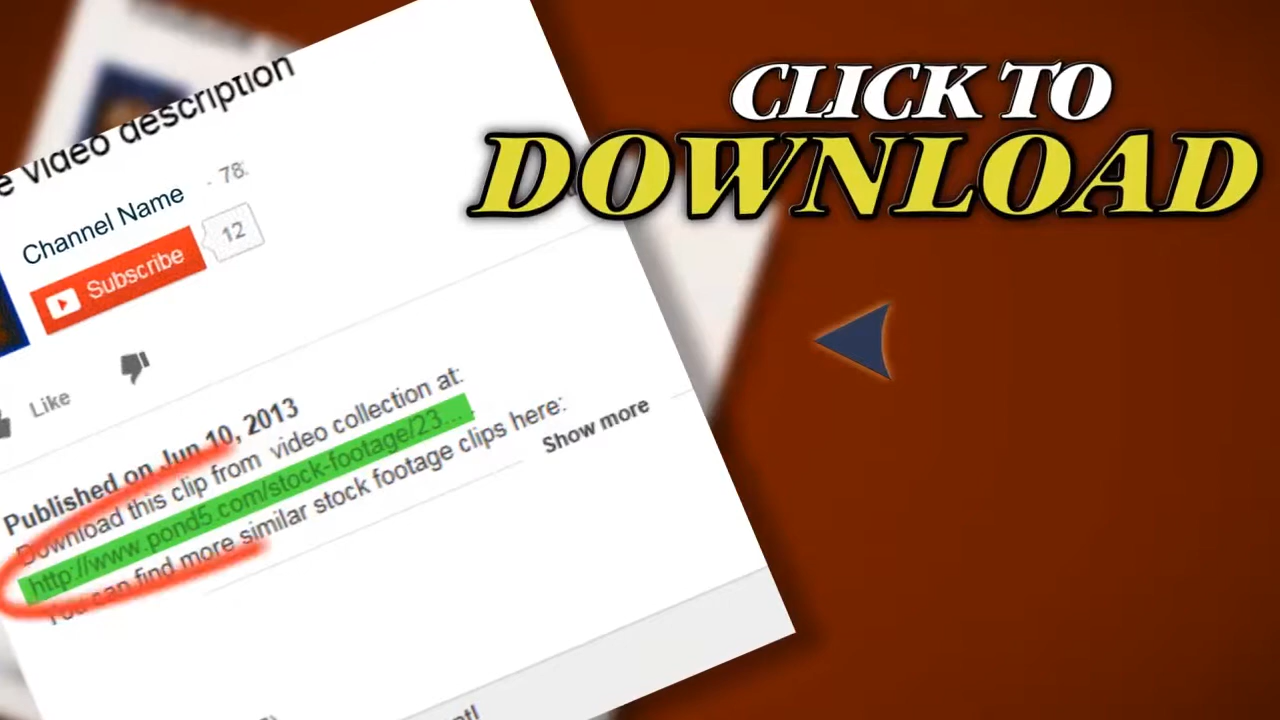 CLICK TO
DOWNLOAD
e video description
Channel Name
Subscribe
12
Like
Published on Jun 10, 2013
Download this clip from video collection at:
http://www.pond5.com/stock-footage/23...
You can find more similar stock footage clips here:
Show more